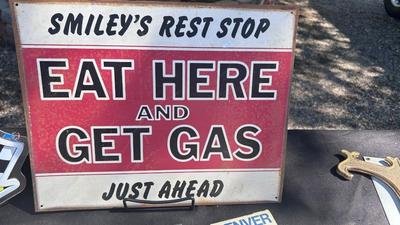 SMILEY'S REST STOP
EAT HERE
AND
GET GAS
JUST AHEAD